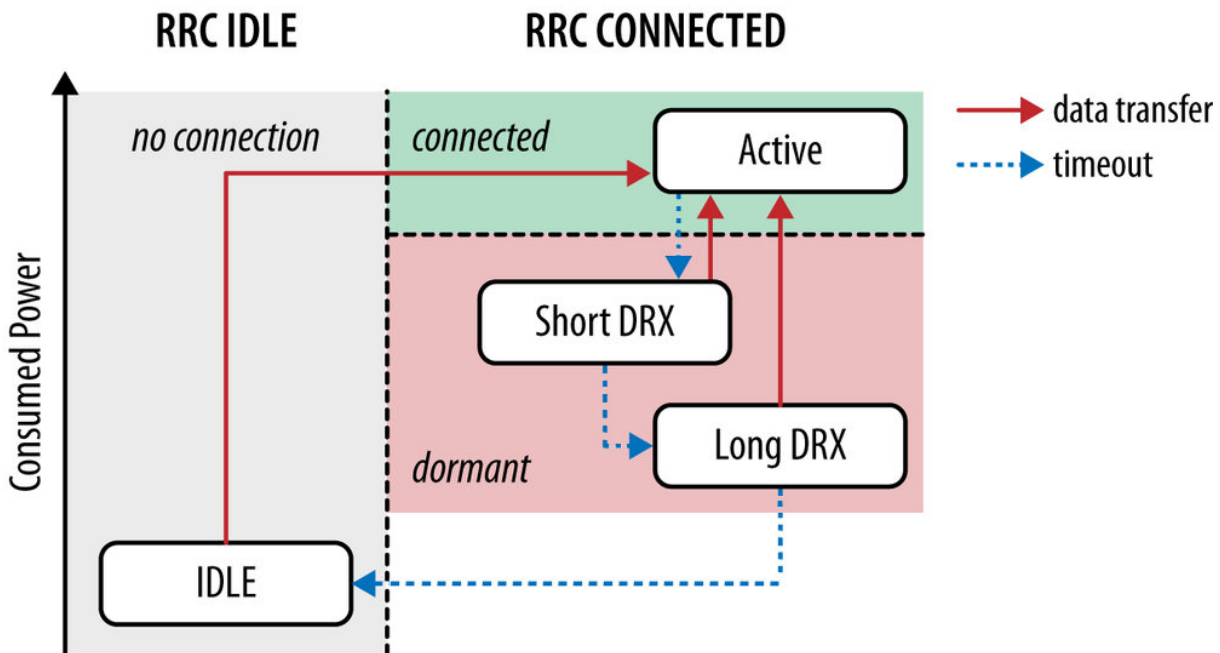 RRC IDLE
RRC CONNECTED
no connection
connected
Active
data transfer
timeout
Short DRX
Long DRX
dormant
IDLE
Consumed Power